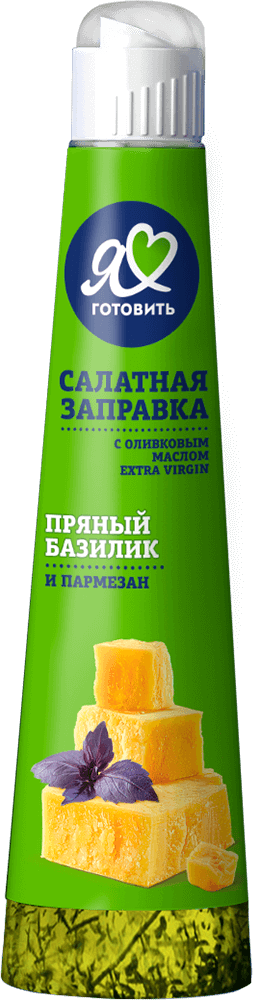 Я
ГОТОВИТЬ
САЛАТНАЯ
ЗАПРАВКА
С ОЛИВКОВЫМ
МАСЛОМ
EXTRA VIRGIN
ПРЯНЫЙ
БАЗИЛИК
И ПАРМЕЗАН